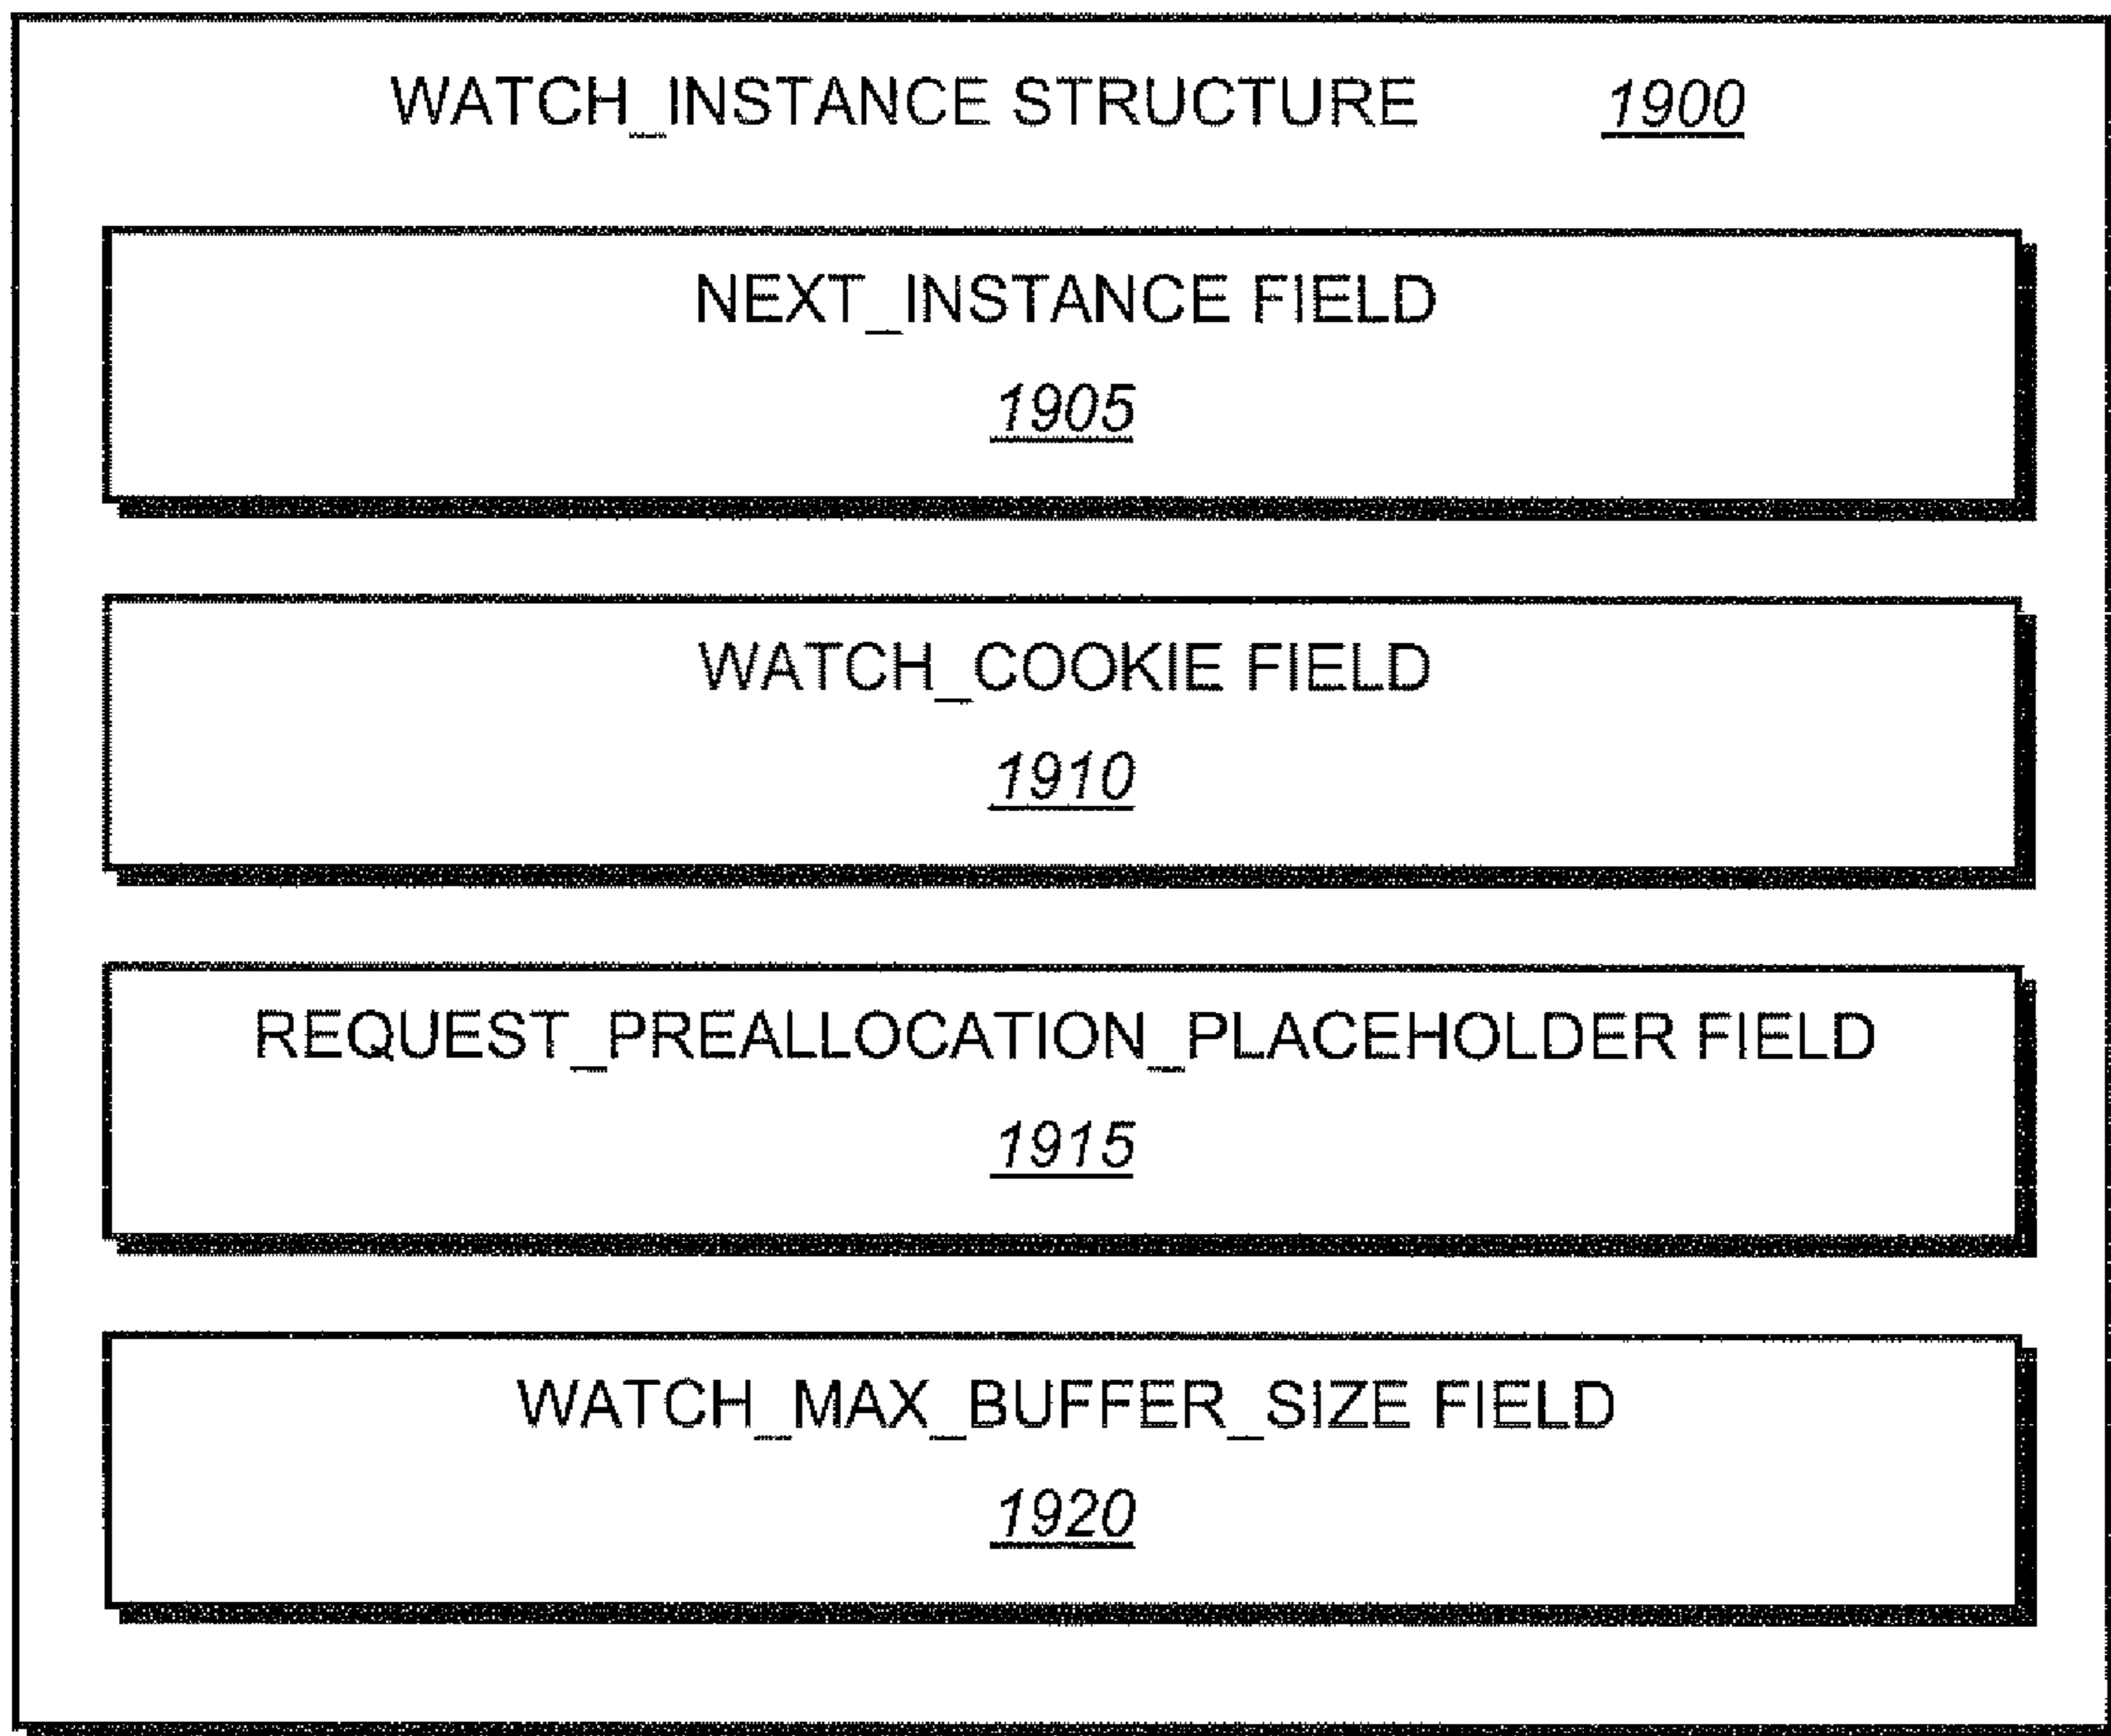 WATCH_INSTANCE STRUCTURE 1900
NEXT_INSTANCE FIELD
1905
WATCH_COOKIE FIELD
1910
REQUEST_PREALLOCATION_PLACEHOLDER FIELD
1915
WATCH_MAX_BUFFER_SIZE FIELD
1920